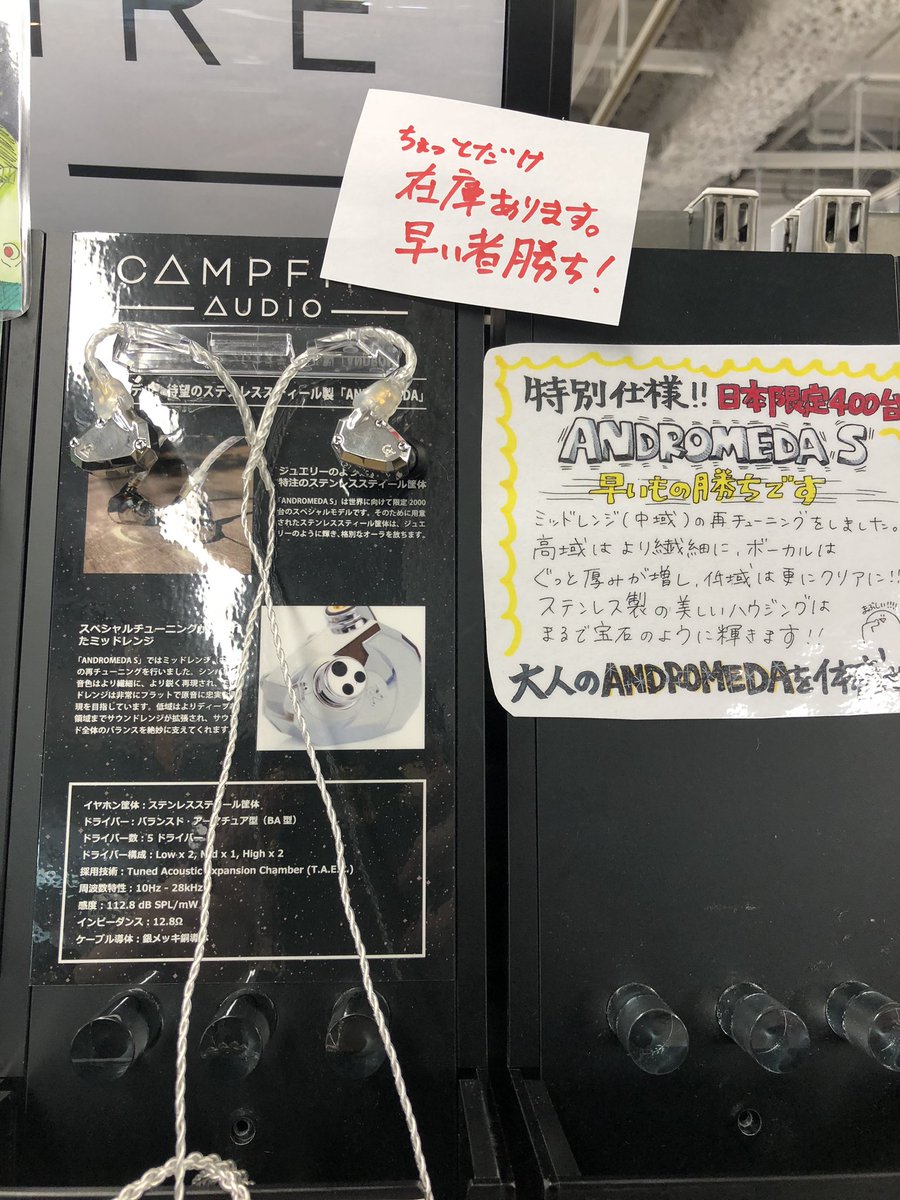 IRE
ちょっとだけ
在庫あります。
早い者勝ち!
CAMPFI
AUDIO
待望のステンレススティール製「ANDROMEDA」
ジュエリーのよ
特注のステンレススティール筐体
「ANDROMEDA S」は世界に向けて限定 2000
台のスペシャルモデルです。そのために用意
されたステンレススティール筐体は、ジュエ
リーのように輝き、格別なオーラを放ちます。
スペシャルチューニング
たミッドレンジ
「ANDROMEDA S」ではミッドレンジ
の再チューニングを行いました。シン
音色はより繊細に、より鋭く再現され、
ドレンジは非常にフラットで原音に忠実
現を目指しています。低域はよりディープ
領域までサウンドレンジが拡張され、サウ
ド全体のバランスを絶妙に支えてくれます。
イヤホン筐体:ステンレススティール筐体
ドライバー:バランスド・アーマチュア型(BA 型)
ドライバー数:5 ドライバー
ドライバー構成:Low x 2, Mid x 1, High x 2
採用技術:Tuned Acoustic Expansion Chamber (T.A.E.C.)
周波数特性:10Hz - 28kHz
感度:112.8 dB SPL/mW
インピーダンス:12.8Ω
ケーブル導体:銀メッキ銅導
特別仕様!! 日本限定400台
ANDROMEDA S
早いもの勝ちです
ミッドレンジ(中域)の再チューニングをしました。
高域はより繊細に、ボーカルは
ぐっと厚みが増し、低域は更にクリアに!!
ステンレス製の美しいハウジングは
まるで宝石のように輝きます!!
大人のANDROMEDAを体感